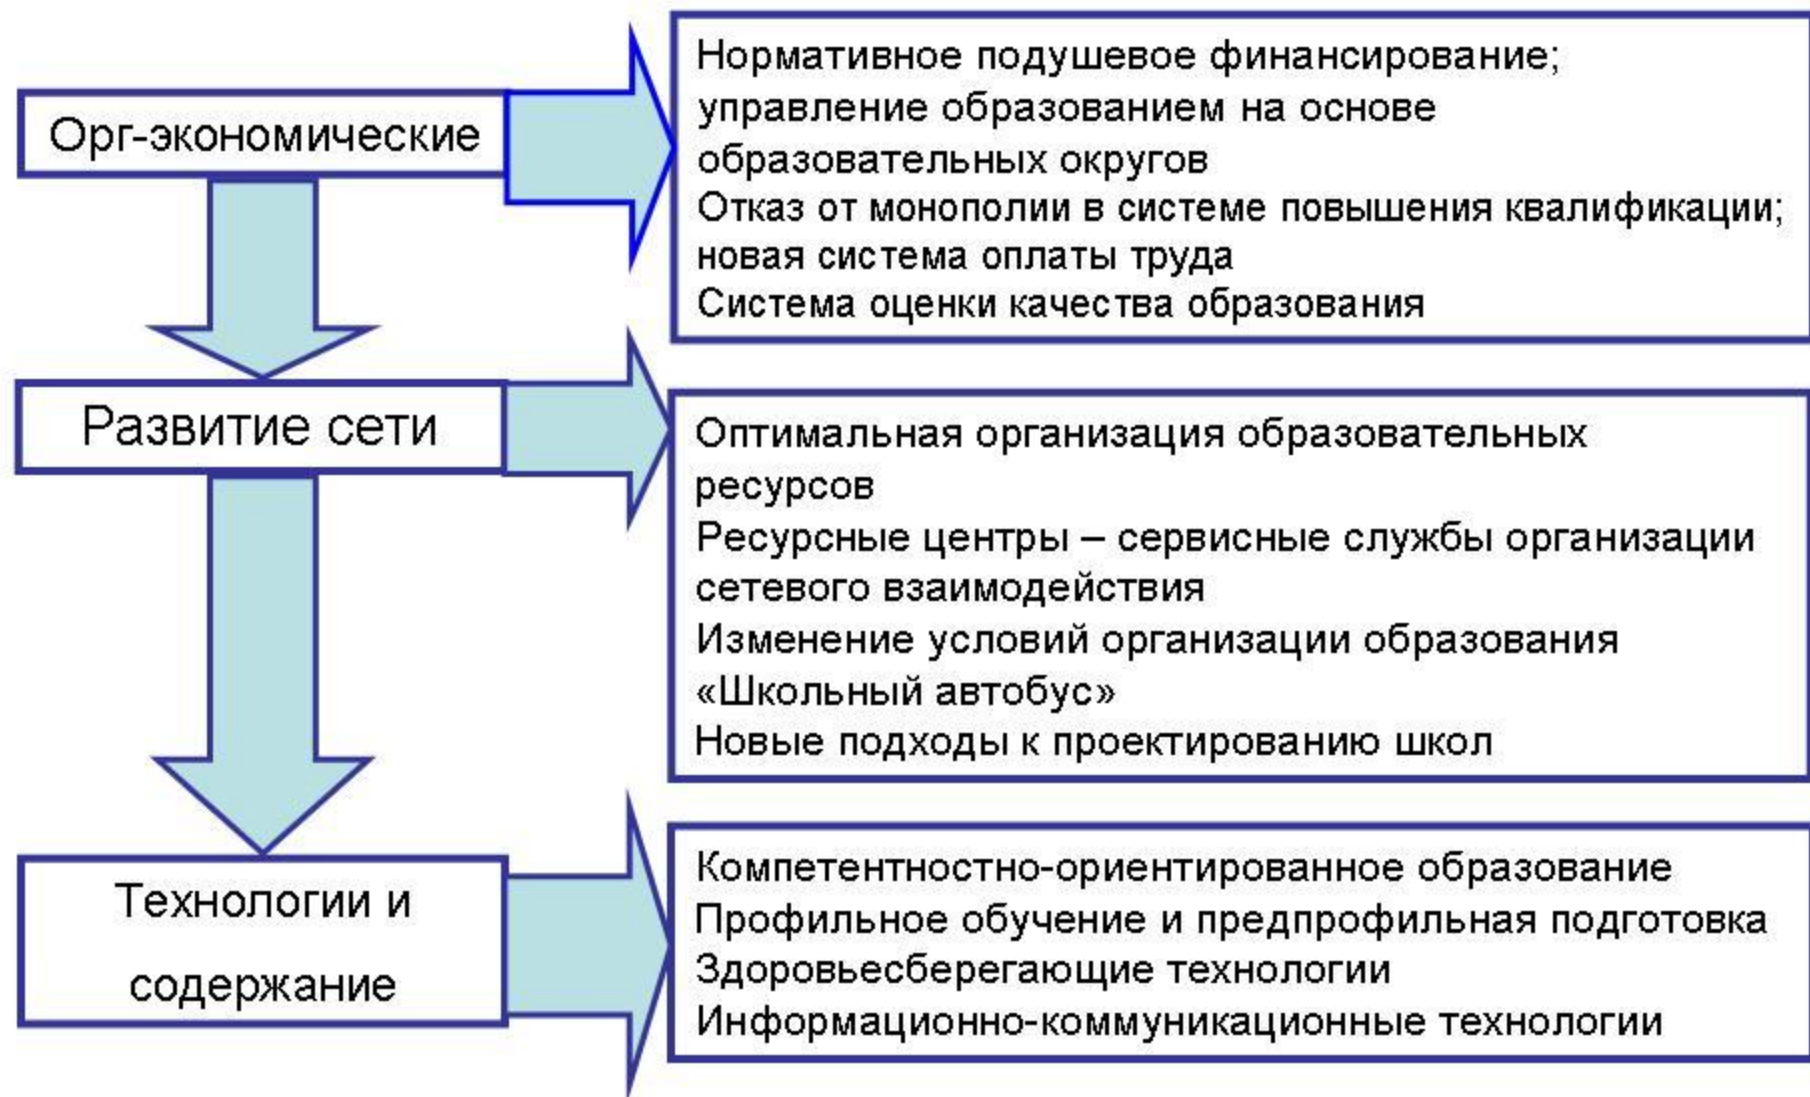 Орг-экономические
Нормативное подушевое финансирование;
управление образованием на основе
образовательных округов
Отказ от монополии в системе повышения квалификации;
новая система оплаты труда
Система оценки качества образования
Развитие сети
Оптимальная организация образовательных
ресурсов
Ресурсные центры – сервисные службы организации
сетевого взаимодействия
Изменение условий организации образования
«Школьный автобус»
Новые подходы к проектированию школ
Технологии и
содержание
Компетентностно-ориентированное образование
Профильное обучение и предпрофильная подготовка
Здоровьесберегающие технологии
Информационно-коммуникационные технологии